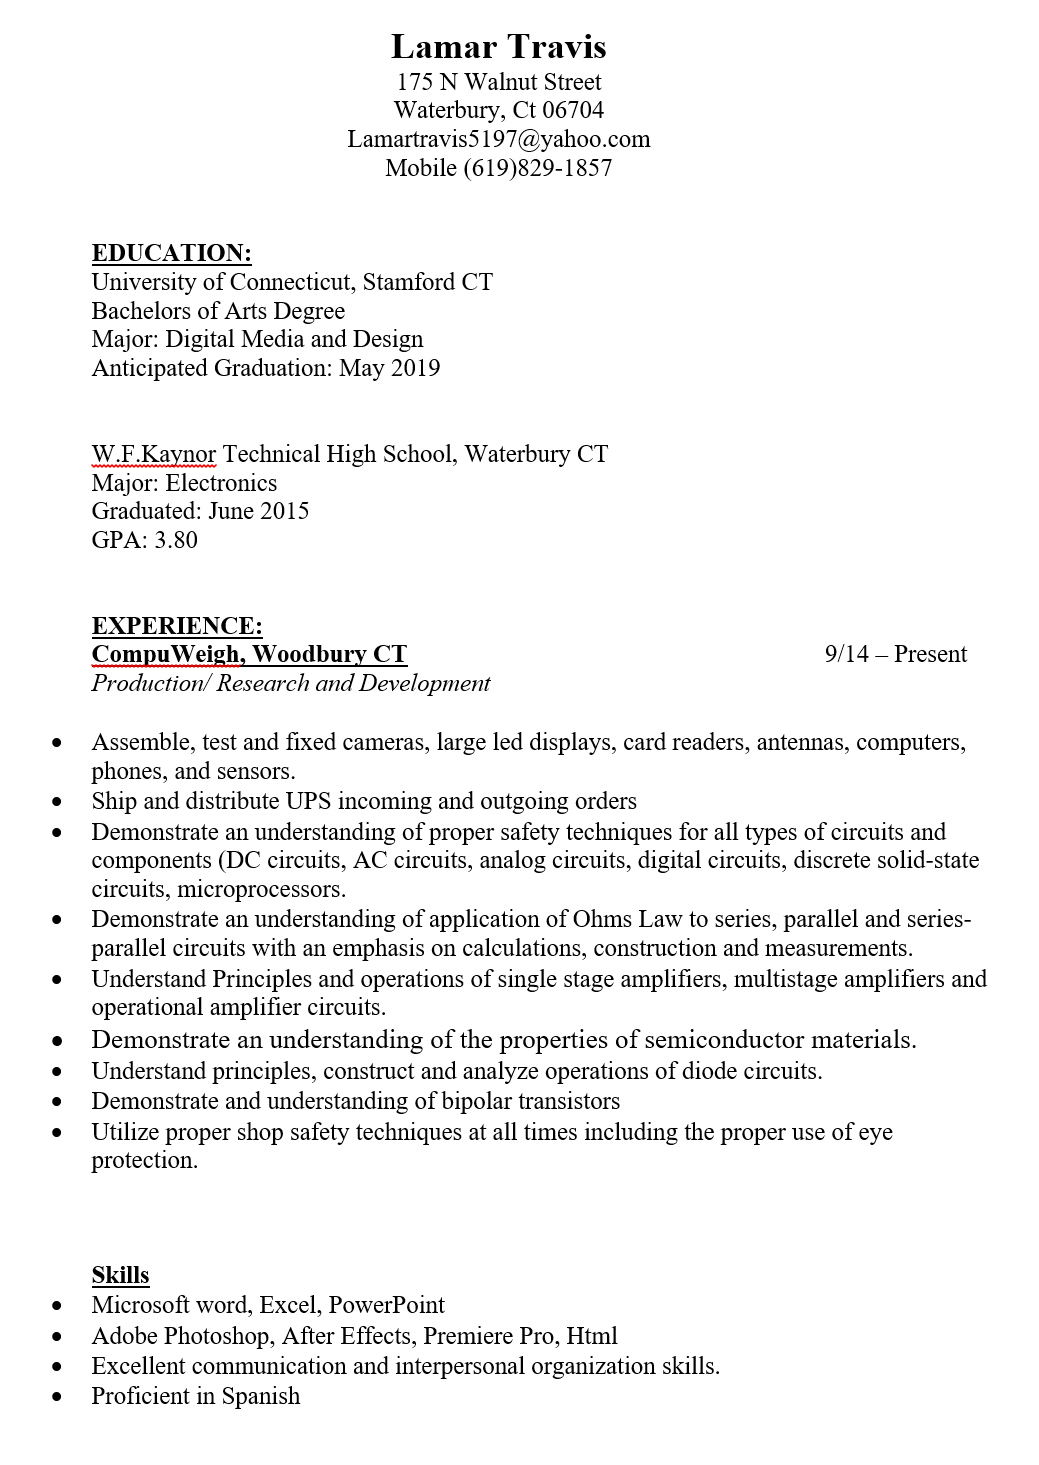 Lamar Travis
175 N Walnut Street
Waterbury, Ct 06704
Lamartravis5197@yahoo.com
Mobile (619)829-1857
EDUCATION:
University of Connecticut, Stamford CT
Bachelors of Arts Degree
Major: Digital Media and Design
Anticipated Graduation: May 2019
W.F.Kaynor Technical High School, Waterbury CT
Major: Electronics
Graduated: June 2015
GPA: 3.80
EXPERIENCE:
CompuWeigh, Woodbury CT 9/14 – Present
Production/ Research and Development
• Assemble, test and fixed cameras, large led displays, card readers, antennas, computers,
phones, and sensors.
• Ship and distribute UPS incoming and outgoing orders
• Demonstrate an understanding of proper safety techniques for all types of circuits and
components (DC circuits, AC circuits, analog circuits, digital circuits, discrete solid-state
circuits, microprocessors.
• Demonstrate an understanding of application of Ohms Law to series, parallel and series-
parallel circuits with an emphasis on calculations, construction and measurements.
• Understand Principles and operations of single stage amplifiers, multistage amplifiers and
operational amplifier circuits.
• Demonstrate an understanding of the properties of semiconductor materials.
• Understand principles, construct and analyze operations of diode circuits.
• Demonstrate and understanding of bipolar transistors
• Utilize proper shop safety techniques at all times including the proper use of eye
protection.
Skills
• Microsoft word, Excel, PowerPoint
• Adobe Photoshop, After Effects, Premiere Pro, Html
• Excellent communication and interpersonal organization skills.
• Proficient in Spanish